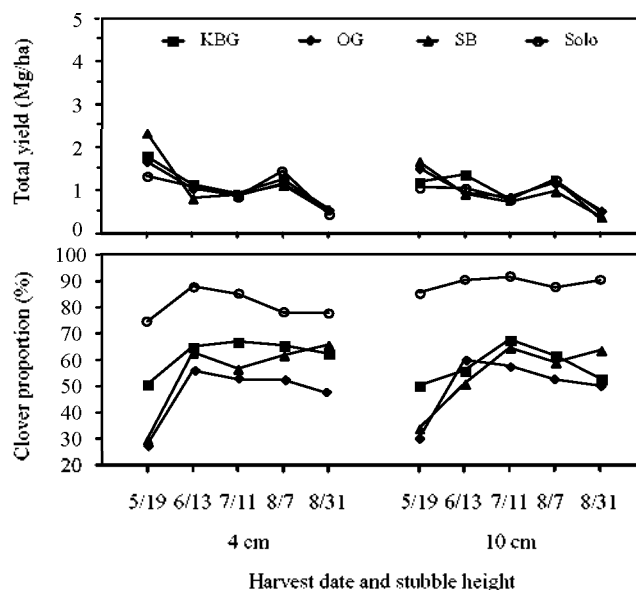 5 KBG OG SB Solo
4
3
2
1
0
Total yield (Mg/ha)
100
90
80
70
60
50
40
30
20
Clover proportion (%)
5/19 6/13 7/11 8/7 8/31 5/19 6/13 7/11 8/7 8/31
4 cm 10 cm
Harvest date and stubble height